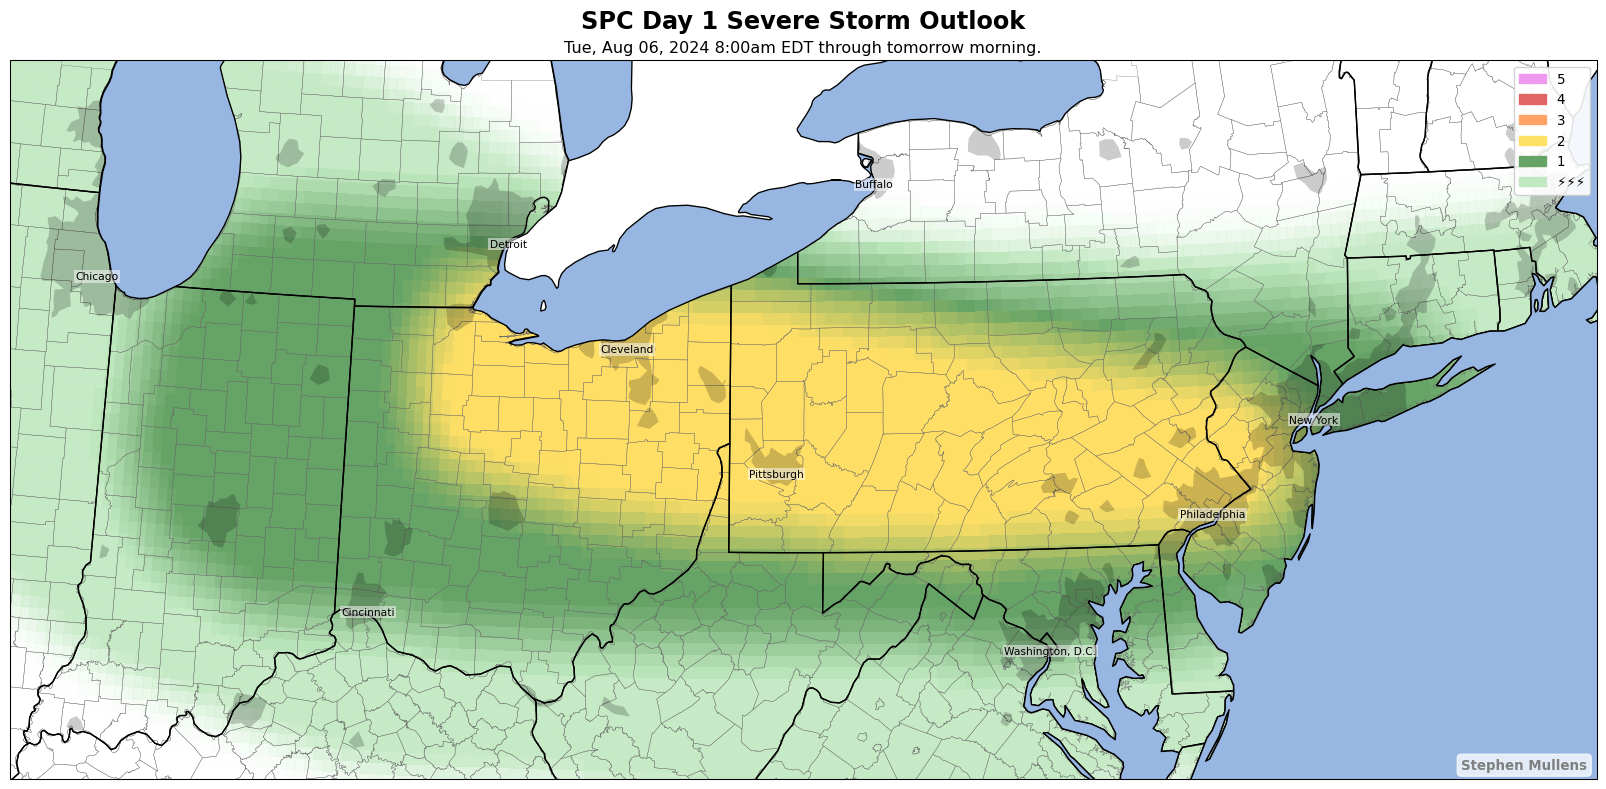 SPC Day 1 Severe Storm Outlook
Tue, Aug 06, 2024 8:00am EDT through tomorrow morning.
5
4
3
2
1
⚡⚡⚡
Buffalo
Detroit
Chicago
Cleveland
New York
Pittsburgh
Philadelphia
Cincinnati
Washington, D.C.
Stephen Mullens